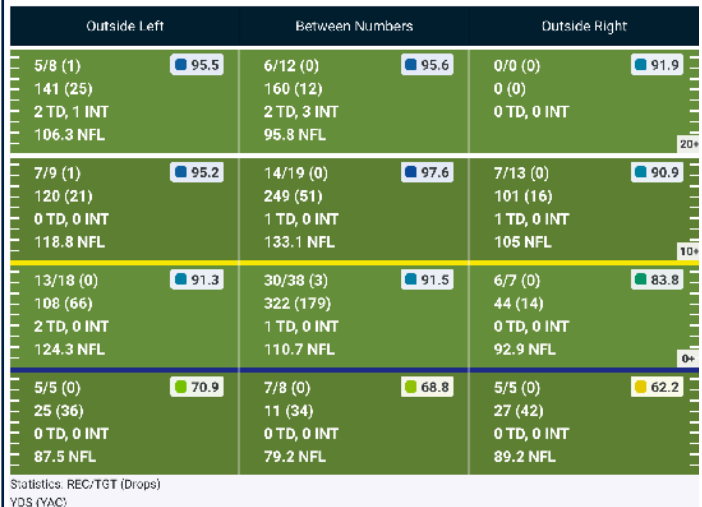 Outside Left Between Numbers Outside Right
5/8 (1) 95.5 6/12 (0) 95.6 0/0 (0) 91.9
141 (25) 160 (12) 0 (0)
2 TD, 1 INT 2 TD, 3 INT 0 TD, 0 INT
106.3 NFL 95.8 NFL
20+
7/9 (1) 95.2 14/19 (0) 97.6 7/13 (0) 90.9
120 (21) 249 (51) 101 (16)
0 TD, 0 INT 1 TD, 0 INT 1 TD, 0 INT
118.8 NFL 133.1 NFL 105 NFL
10+
13/18 (0) 91.3 30/38 (3) 91.5 6/7 (0) 83.8
108 (66) 322 (179) 44 (14)
2 TD, 0 INT 1 TD, 0 INT 0 TD, 0 INT
124.3 NFL 110.7 NFL 92.9 NFL
0+
5/5 (0) 70.9 7/8 (0) 68.8 5/5 (0) 62.2
25 (36) 11 (34) 27 (42)
0 TD, 0 INT 0 TD, 0 INT 0 TD, 0 INT
87.5 NFL 79.2 NFL 89.2 NFL
Statistics: REC/TGT (Drops)
YDS (YAC)